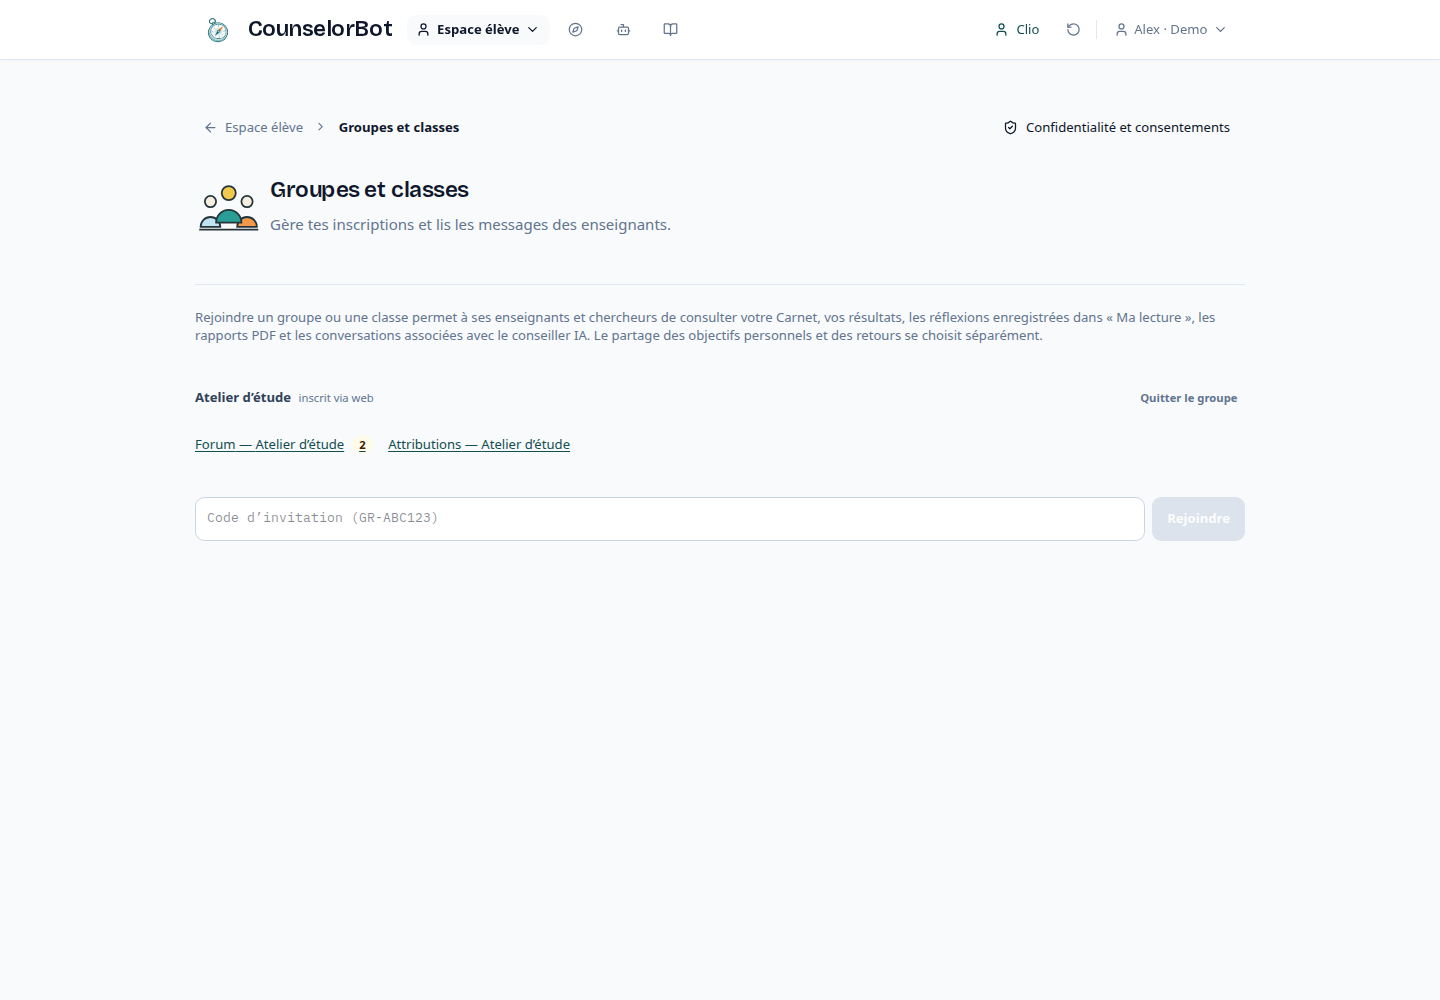 CounselorBot
Espace élève
Clio
Alex · Demo
Espace élève
Groupes et classes
Confidentialité et consentements
Groupes et classes
Gère tes inscriptions et lis les messages des enseignants.
Rejoindre un groupe ou une classe permet à ses enseignants et chercheurs de consulter votre Carnet, vos résultats, les réflexions enregistrées dans « Ma lecture », les
rapports PDF et les conversations associées avec le conseiller IA. Le partage des objectifs personnels et des retours se choisit séparément.
Atelier d’étude inscrit via web
Quitter le groupe
Forum — Atelier d’étude 2 Attributions — Atelier d’étude
Code d’invitation (GR-ABC123)
Rejoindre